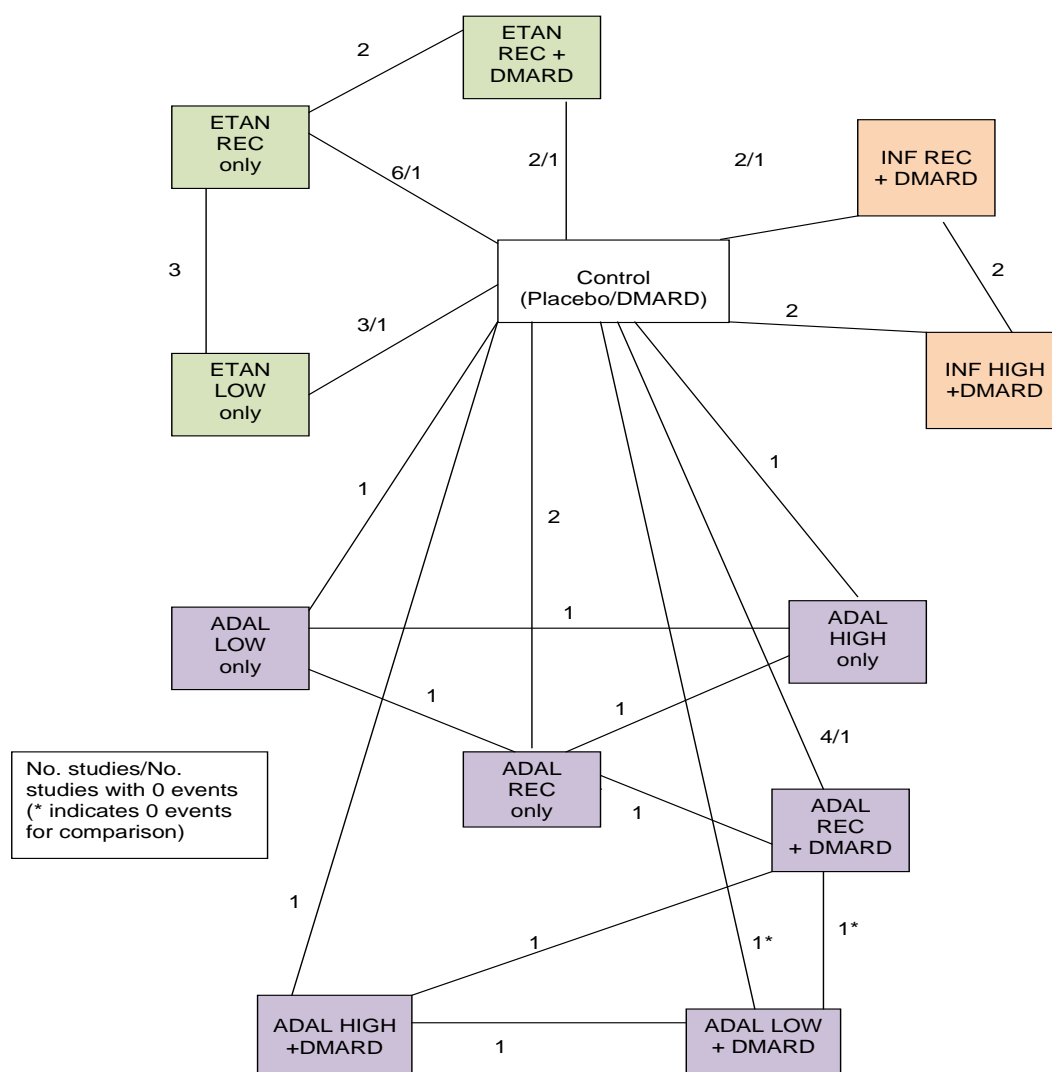 2
ETAN
REC +
DMARD
ETAN
REC
only
6/1
2/1
2/1
INF REC
+ DMARD
3
Control
(Placebo/DMARD)
2
3/1
2
ETAN
LOW
only
INF HIGH
+DMARD
1
2
1
ADAL
LOW
only
1
ADAL
HIGH
only
1
1
4/1
No. studies/No.
studies with 0 events
(* indicates 0 events
for comparison)
ADAL
REC
only
1
ADAL
REC
+ DMARD
1
1
1*
1*
ADAL HIGH
+DMARD
1
ADAL LOW
+ DMARD